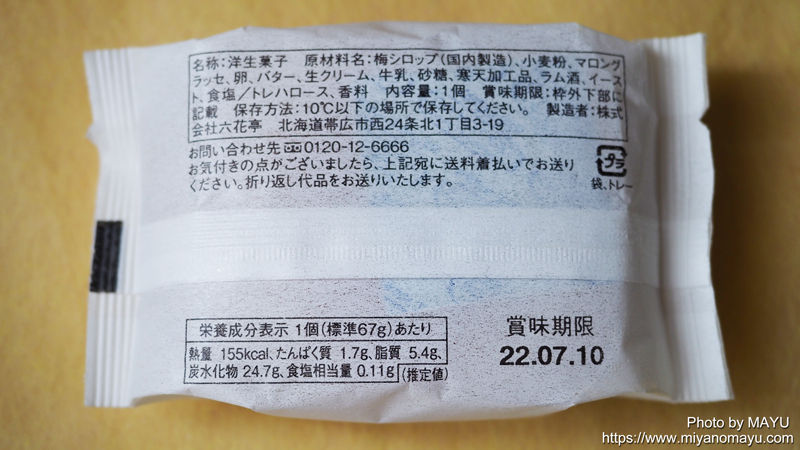 名称:洋生菓子 原材料名:梅シロップ(国内製造)、小麦粉、マロング
ラッセ、卵、バター、生クリーム、牛乳、砂糖、寒天加工品、ラム酒、イース
ト、食塩/トレハロース、香料 内容量:1個 賞味期限:枠外下部に
記載 保存方法:10℃以下の場所で保存してください。 製造者:株式
会社六花亭 北海道帯広市西24条北1丁目3-19
お問い合わせ先 0120-12-6666
お気付きの点がございましたら、上記宛に送料着払いでお送り
ください。折り返し代品をお送りいたします。
プラ
袋、トレー
栄養成分表示 1個(標準67g)あたり
熱量 155kcal、たんぱく質 1.7g、脂質 5.4g、
炭水化物 24.7g、食塩相当量 0.11g
(推定値)
賞味期限
22.07.10
Photo by MAYU
https://www.miyanomayu.com/